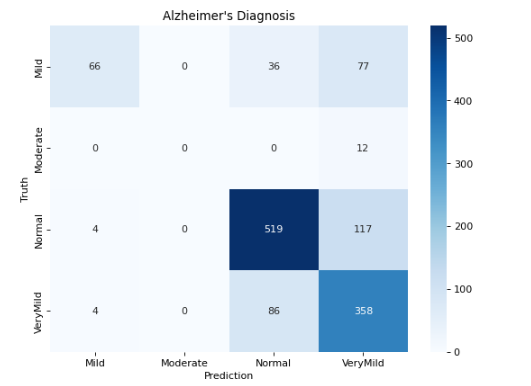 Alzheimer's Diagnosis
Mild 66 0 36 77
Moderate 0 0 0 12
Normal 4 0 519 117
VeryMild 4 0 86 358
Truth
Mild Moderate Normal VeryMild
Prediction
500
400
300
200
100
0